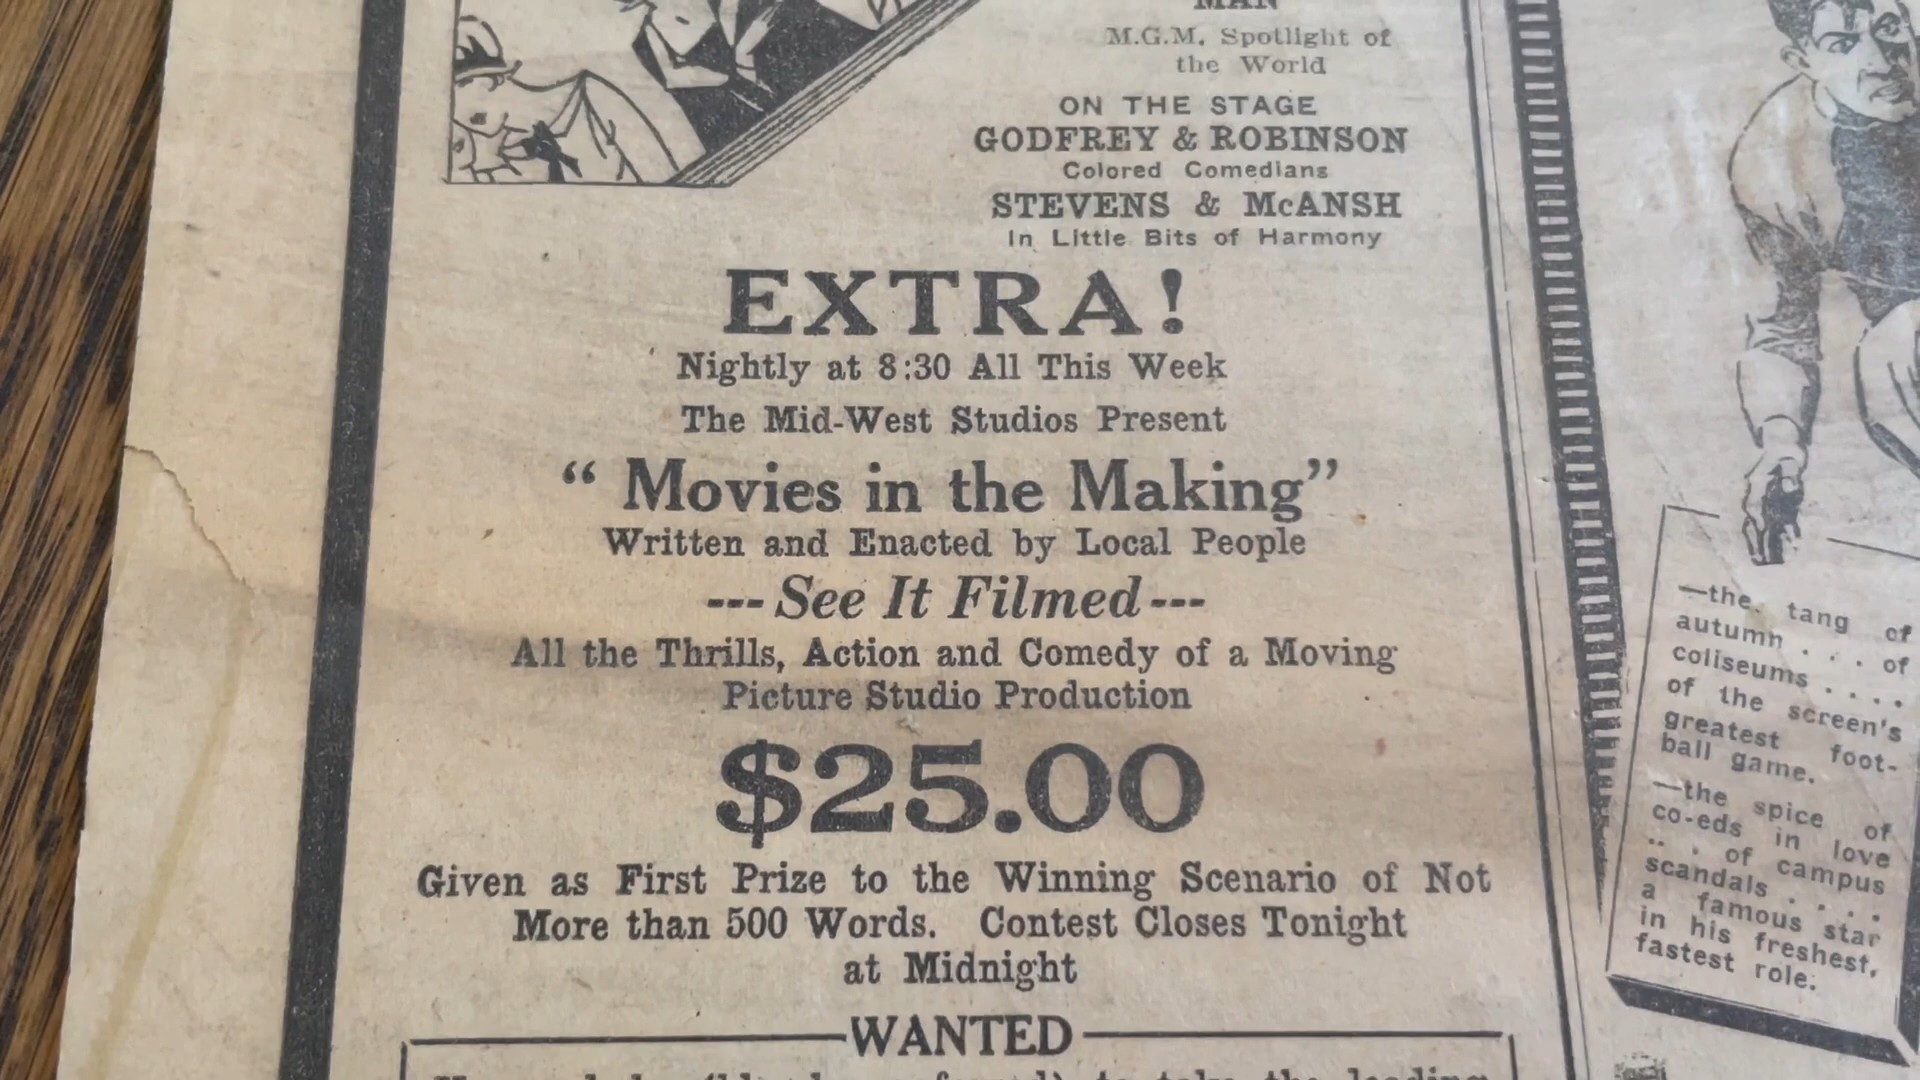 MAN
M.G.M. Spotlight of
the World
ON THE STAGE
GODFREY & ROBINSON
Colored Comedians
STEVENS & McANSH
In Little Bits of Harmony
EXTRA!
Nightly at 8:30 All This Week
The Mid-West Studios Present
“ Movies in the Making”
Written and Enacted by Local People
---See It Filmed---
All the Thrills, Action and Comedy of a Moving
Picture Studio Production
$25.00
Given as First Prize to the Winning Scenario of Not
More than 500 Words. Contest Closes Tonight
at Midnight
WANTED
to take the leading
—the tang of
autumn . . . of
coliseums . . . .
of the screen's
greatest foot-
ball game.
—the spice of
co-eds in love
. . . of campus
scandals . . . .
a famous star
in his freshest,
fastest role.